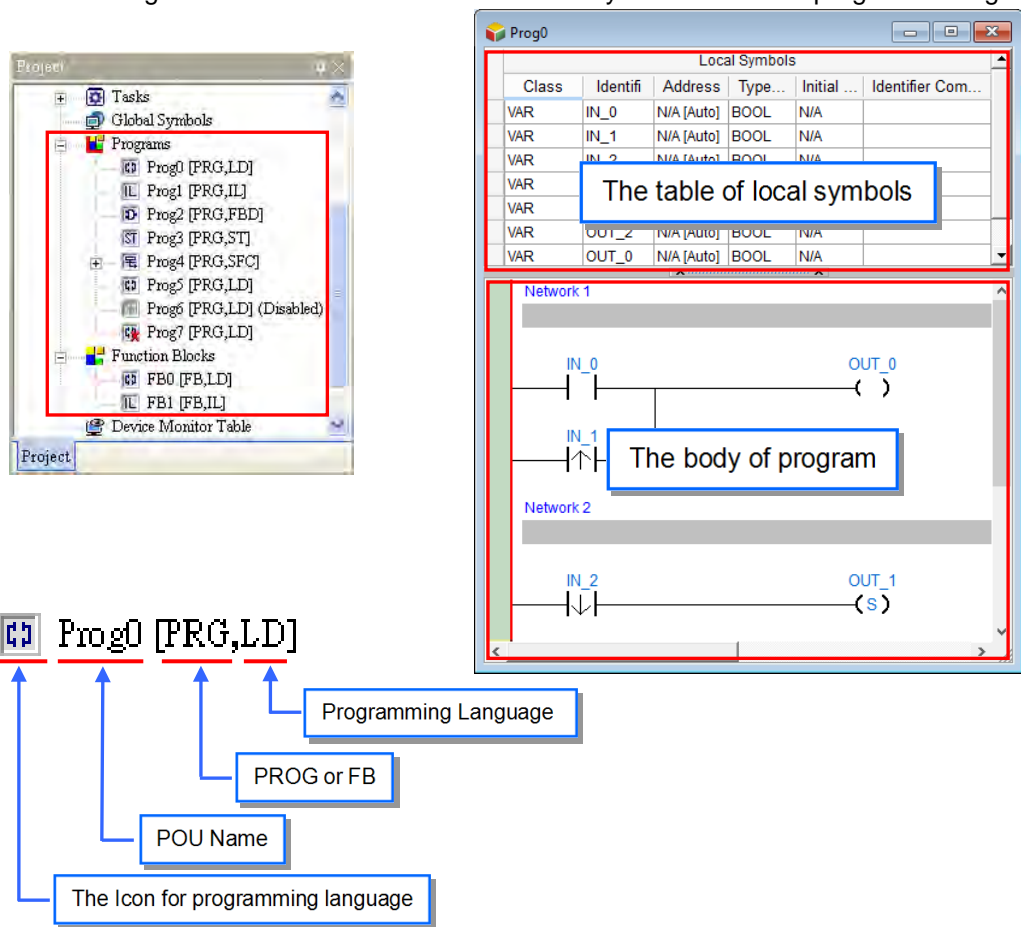 Project
Tasks
Global Symbols
Programs
Prog0 [PRG,LD]
Prog1 [PRG,IL]
Prog2 [PRG,FBD]
Prog3 [PRG,ST]
Prog4 [PRG,SFC]
Prog5 [PRG,LD]
Prog6 [PRG,LD] (Disabled)
Prog7 [PRG,LD]
Function Blocks
FB0 [FB,LD]
FB1 [FB,IL]
Device Monitor Table
Project
Prog0
Local Symbols
Class Identifi Address Type... Initial ... Identifier Com...
VAR IN_0 N/A [Auto] BOOL N/A
VAR IN_1 N/A [Auto] BOOL N/A
VAR IN_2 N/A [Auto] BOOL N/A
VAR
VAR
The table of local symbols
VAR OUT_2 N/A [Auto] BOOL N/A
VAR OUT_0 N/A [Auto] BOOL N/A
Network 1
IN_0 OUT_0
IN_1
The body of program
Network 2
IN_2 OUT_1
S
Prog0 [PRG,LD]
Programming Language
PROG or FB
POU Name
The Icon for programming language